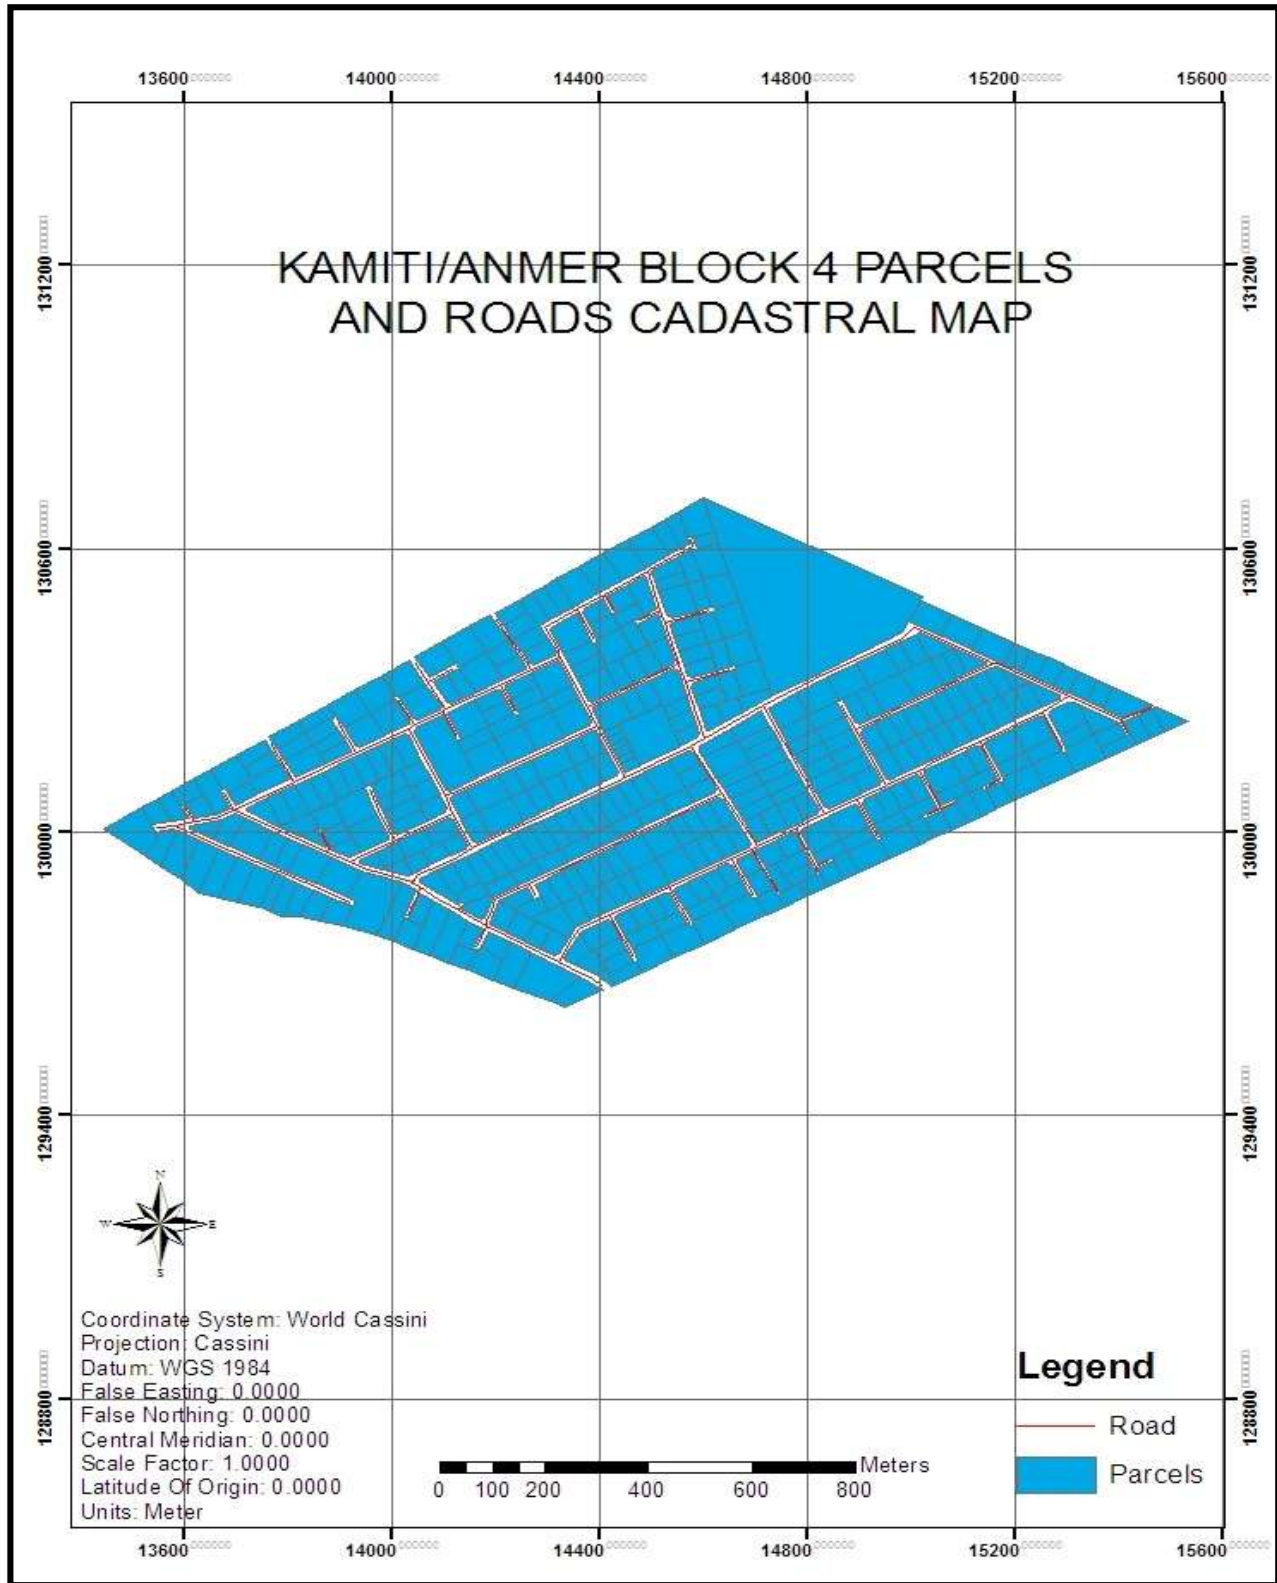 13600 14000 14400 14800 15200 15600
131200 131200
KAMITI/ANMER BLOCK 4 PARCELS
AND ROADS CADASTRAL MAP
130600 130600
130000 130000
129400 129400
N
W E
S
Coordinate System: World Cassini
Projection: Cassini
Datum: WGS 1984
False Easting: 0.0000
False Northing: 0.0000
Central Meridian: 0.0000
Scale Factor: 1.0000
Latitude Of Origin: 0.0000
Units: Meter
128800 128800
Legend
Road
Parcels
Meters
0 100 200 400 600 800
13600 14000 14400 14800 15200 15600